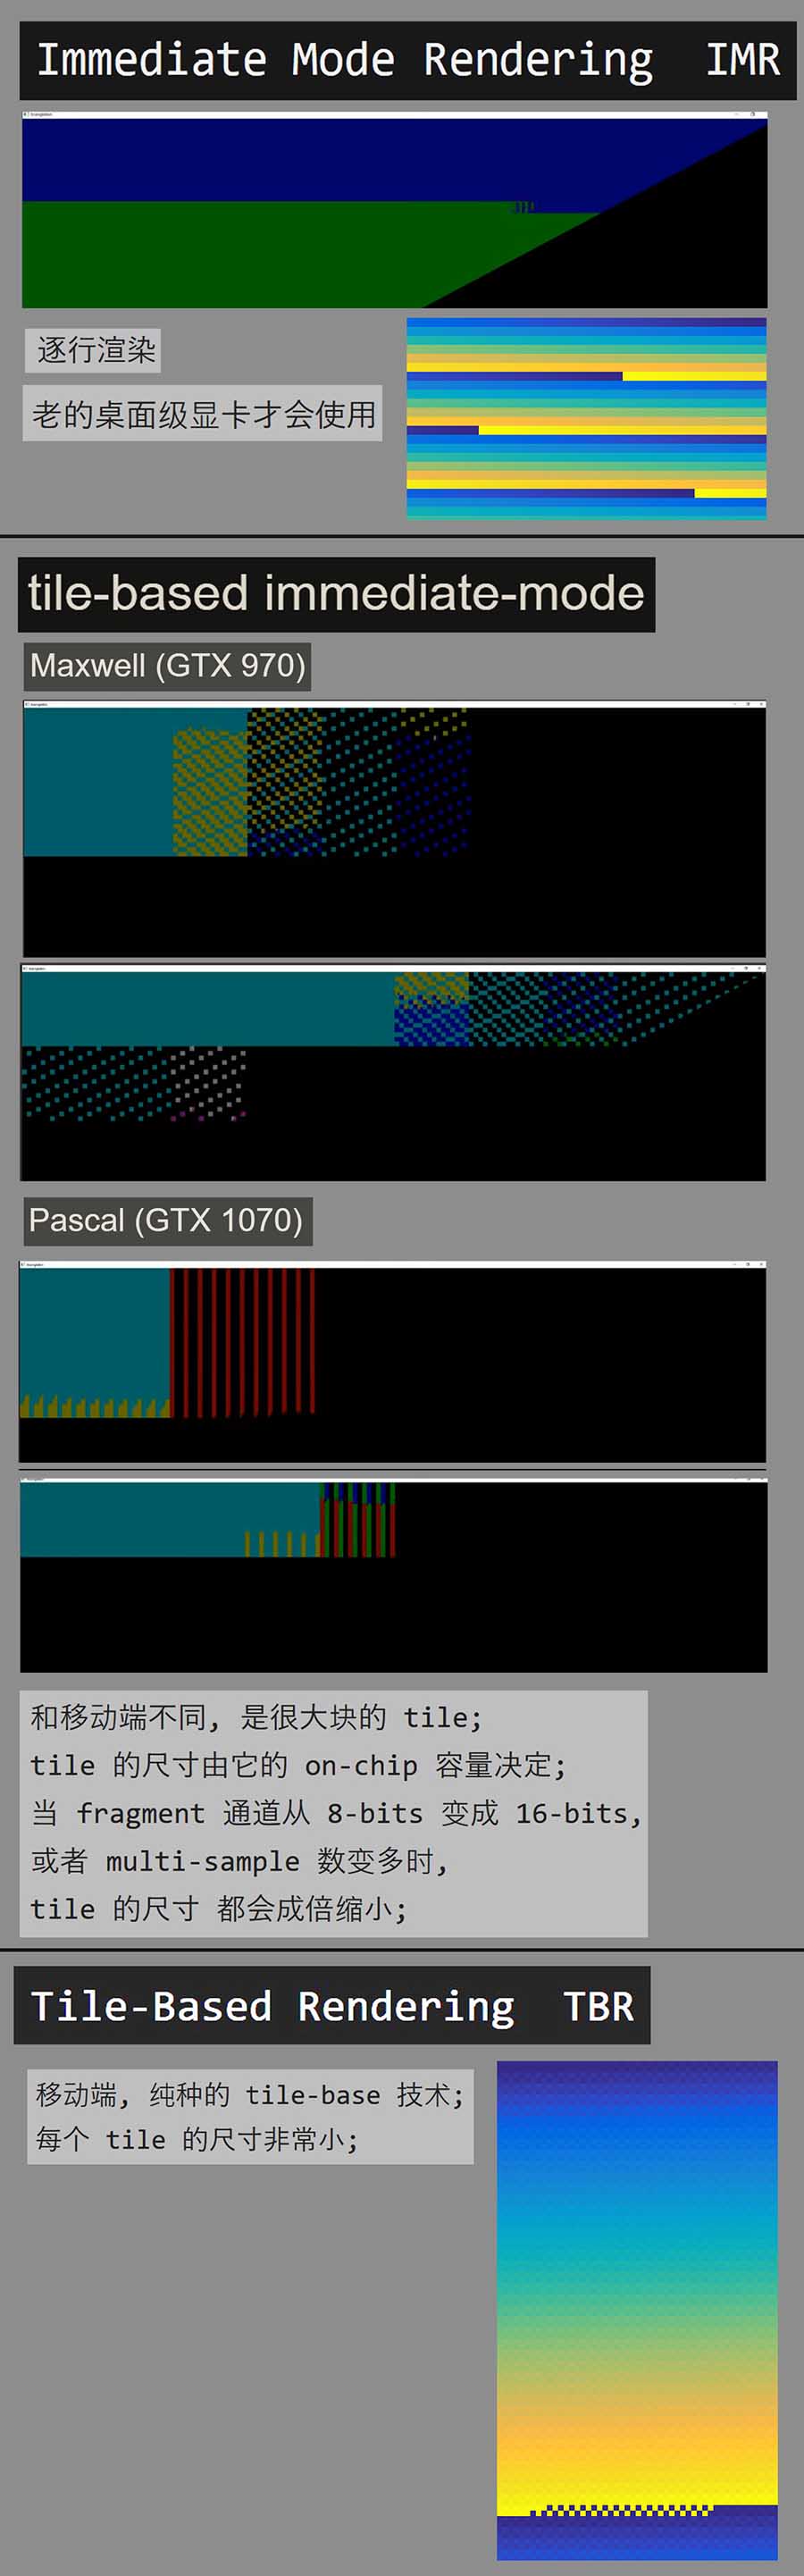 Immediate Mode Rendering IMR
逐行渲染
老的桌面级显卡才会使用
tile-based immediate-mode
Maxwell (GTX 970)
Pascal (GTX 1070)
和移动端不同, 是很大块的 tile;
tile 的尺寸由它的 on-chip 容量决定;
当 fragment 通道从 8-bits 变成 16-bits,
或者 multi-sample 数变多时,
tile 的尺寸 都会成倍缩小;
Tile-Based Rendering TBR
移动端, 纯种的 tile-base 技术;
每个 tile 的尺寸非常小;